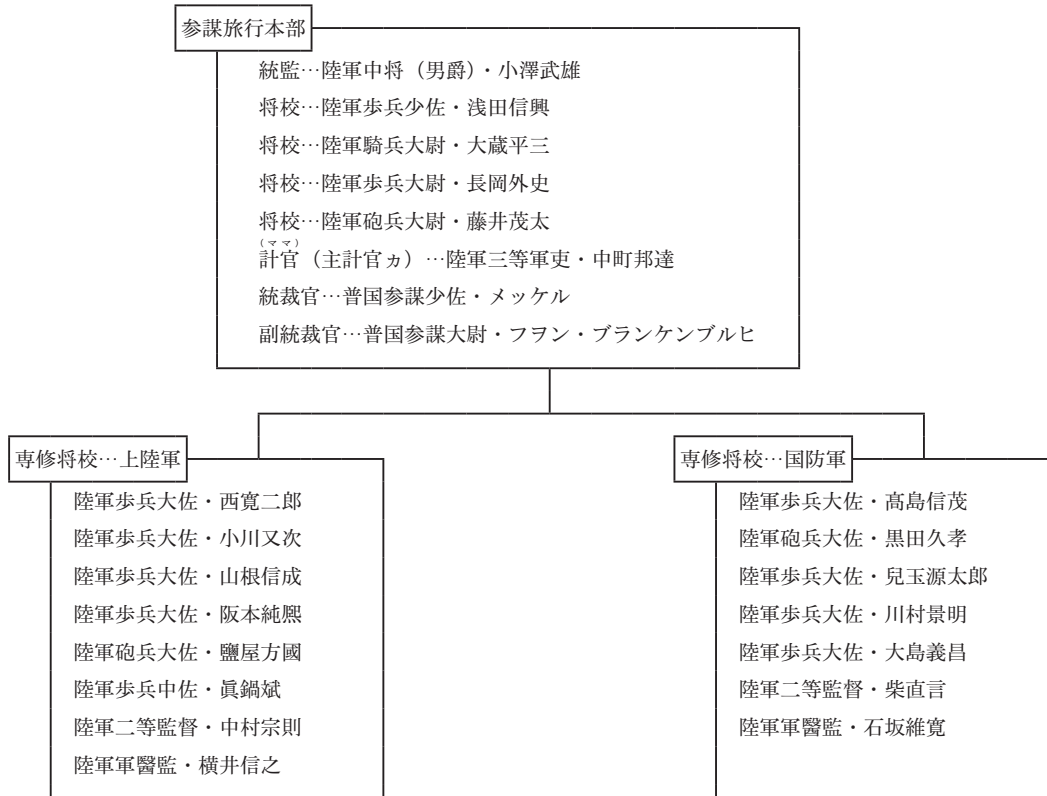 参謀旅行本部
統監…陸軍中将（男爵）・小澤武雄
将校…陸軍歩兵少佐・浅田信興
将校…陸軍騎兵大尉・大蔵平三
将校…陸軍歩兵大尉・長岡外史
将校…陸軍砲兵大尉・藤井茂太
（ママ）
計官（主計官ヵ）…陸軍三等軍吏・中町邦達
統裁官…普国参謀少佐・メッケル
副統裁官…普国参謀大尉・フヲン・ブランケンブルヒ
専修将校…上陸軍
陸軍歩兵大佐・西寛二郎
陸軍歩兵大佐・小川又次
陸軍歩兵大佐・山根信成
陸軍歩兵大佐・阪本純熈
陸軍砲兵大佐・鹽屋方國
陸軍歩兵中佐・眞鍋斌
陸軍二等監督・中村宗則
陸軍軍醫監・横井信之
専修将校…国防軍
陸軍歩兵大佐・髙島信茂
陸軍砲兵大佐・黒田久孝
陸軍歩兵大佐・兒玉源太郎
陸軍歩兵大佐・川村景明
陸軍歩兵大佐・大島義昌
陸軍二等監督・柴直言
陸軍軍醫監・石坂維寛